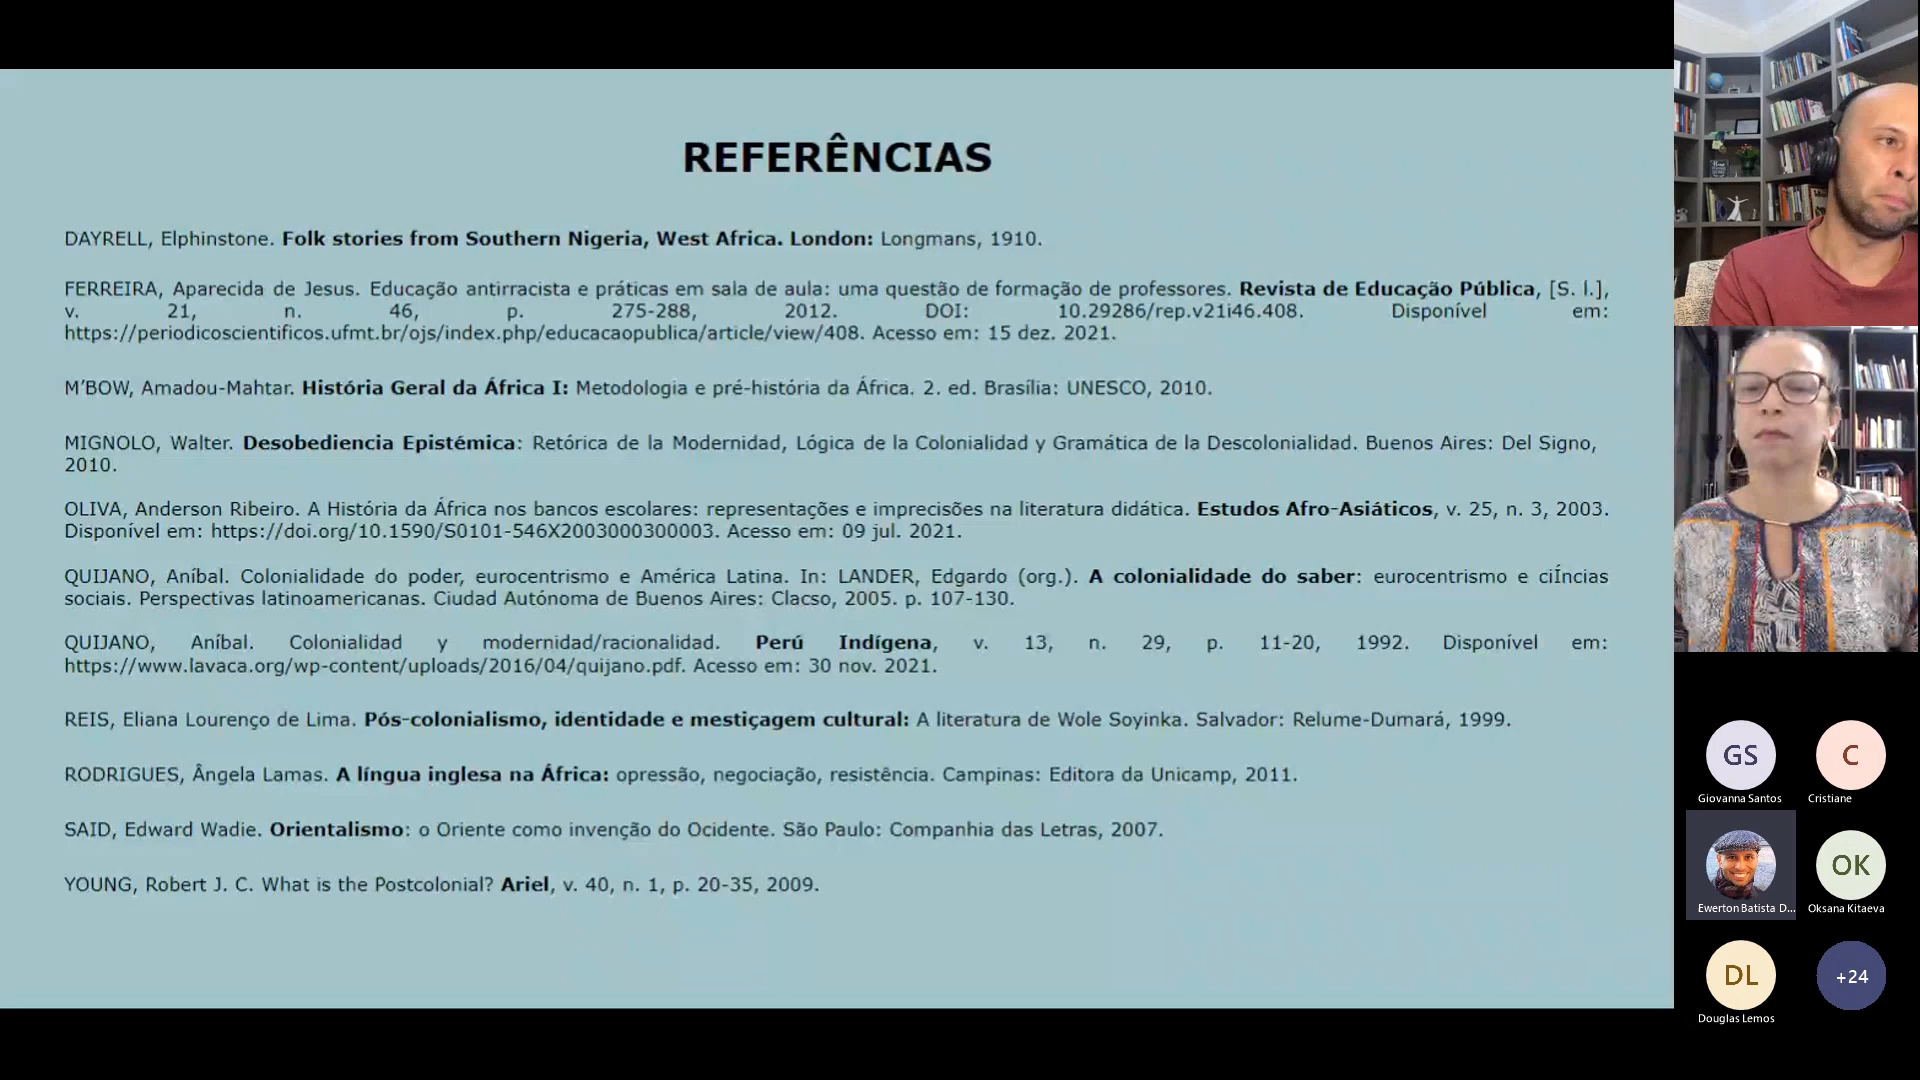 REFERÊNCIAS
DAYRELL, Elphinstone. Folk stories from Southern Nigeria, West Africa. London: Longmans, 1910.
FERREIRA, Aparecida de Jesus. Educação antirracista e práticas em sala de aula: uma questão de formação de professores. Revista de Educação Pública, [S. l.],
v. 21, n. 46, p. 275-288, 2012. DOI: 10.29286/rep.v21i46.408. Disponível em:
https://periodicoscientificos.ufmt.br/ojs/index.php/educacaopublica/article/view/408. Acesso em: 15 dez. 2021.
M’BOW, Amadou-Mahtar. História Geral da África I: Metodologia e pré-história da África. 2. ed. Brasília: UNESCO, 2010.
MIGNOLO, Walter. Desobediencia Epistémica: Retórica de la Modernidad, Lógica de la Colonialidad y Gramática de la Descolonialidad. Buenos Aires: Del Signo,
2010.
OLIVA, Anderson Ribeiro. A História da África nos bancos escolares: representações e imprecisões na literatura didática. Estudos Afro-Asiáticos, v. 25, n. 3, 2003.
Disponível em: https://doi.org/10.1590/S0101-546X2003000300003. Acesso em: 09 jul. 2021.
QUIJANO, Aníbal. Colonialidade do poder, eurocentrismo e América Latina. In: LANDER, Edgardo (org.). A colonialidade do saber: eurocentrismo e ciÍncias
sociais. Perspectivas latinoamericanas. Ciudad Autónoma de Buenos Aires: Clacso, 2005. p. 107-130.
QUIJANO, Aníbal. Colonialidad y modernidad/racionalidad. Perú Indígena, v. 13, n. 29, p. 11-20, 1992. Disponível em:
https://www.lavaca.org/wp-content/uploads/2016/04/quijano.pdf. Acesso em: 30 nov. 2021.
REIS, Eliana Lourenço de Lima. Pós-colonialismo, identidade e mestiçagem cultural: A literatura de Wole Soyinka. Salvador: Relume-Dumará, 1999.
RODRIGUES, Ângela Lamas. A língua inglesa na África: opressão, negociação, resistência. Campinas: Editora da Unicamp, 2011.
SAID, Edward Wadie. Orientalismo: o Oriente como invenção do Ocidente. São Paulo: Companhia das Letras, 2007.
YOUNG, Robert J. C. What is the Postcolonial? Ariel, v. 40, n. 1, p. 20-35, 2009.
GS
C
Giovanna Santos
Cristiane
OK
Ewerton Batista D...
Oksana Kitaeva
DL
+24
Douglas Lemos